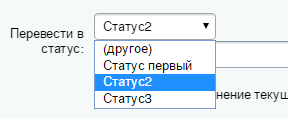 Перевести в статус: Статус2
(другое)
Статус первый
Статус2
Статус3
нение текущ